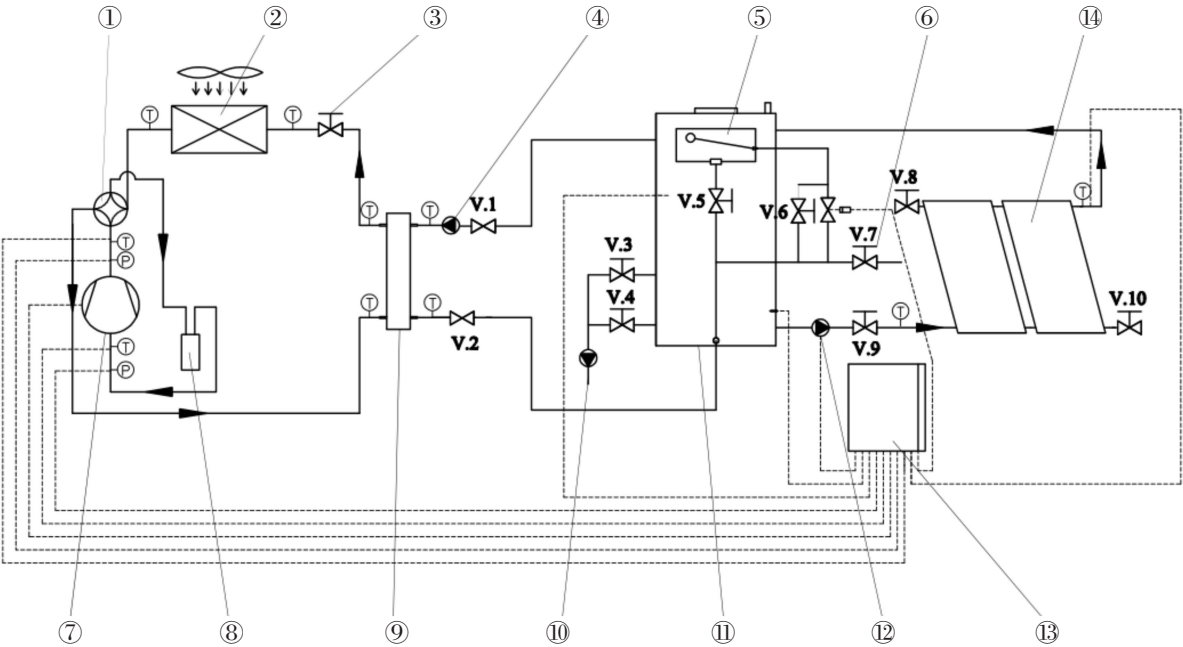 ① ② ③ ④ ⑤ ⑥ ⑭
T T
V.8
T
V.1 V.5 V.6
T T
V.7
T
P
V.3
V.4 V.10
T T T
V.2 V.9
T
P
⑦ ⑧ ⑨ ⑩ ⑪ ⑫ ⑬